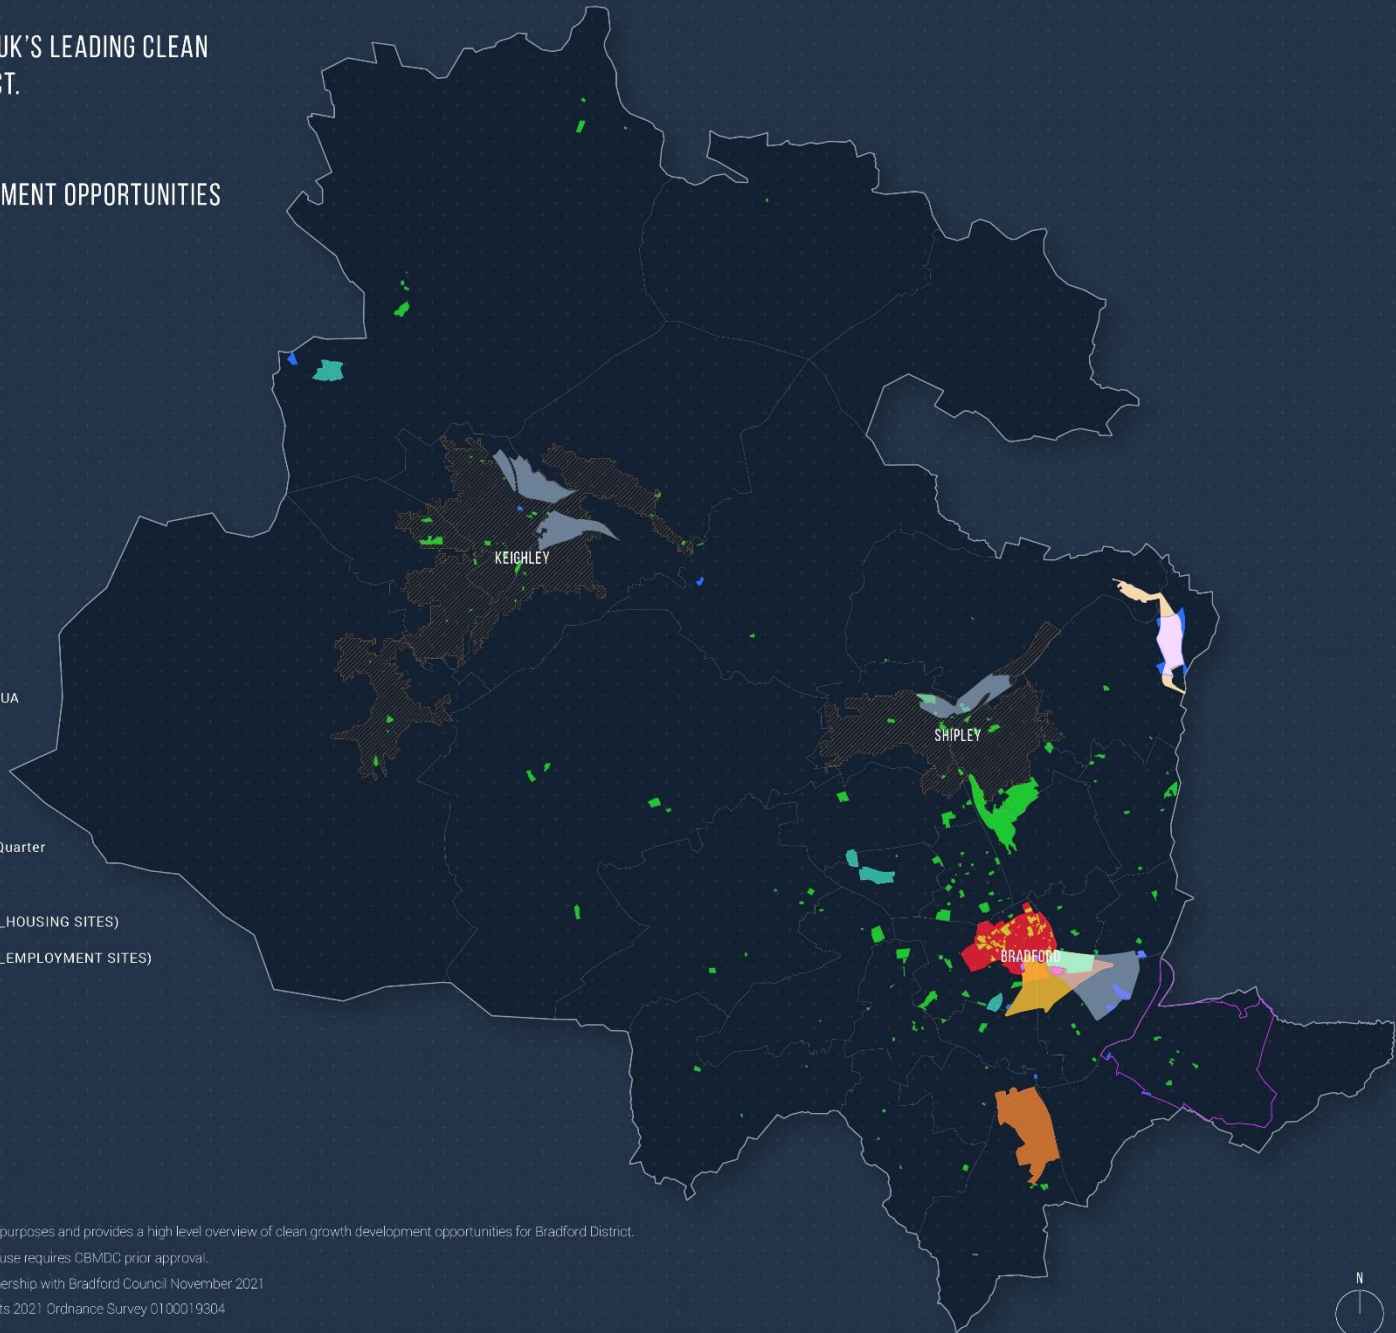 UK'S LEADING CLEAN
CT.
MENT OPPORTUNITIES
KEIGHLEY
UA
SHIPLEY
Quarter
_HOUSING SITES)
BRADFORD
_EMPLOYMENT SITES)
purposes and provides a high level overview of clean growth development opportunities for Bradford District.
use requires CBMDC prior approval.
nership with Bradford Council November 2021
ts 2021 Ordnance Survey 0100019304
N